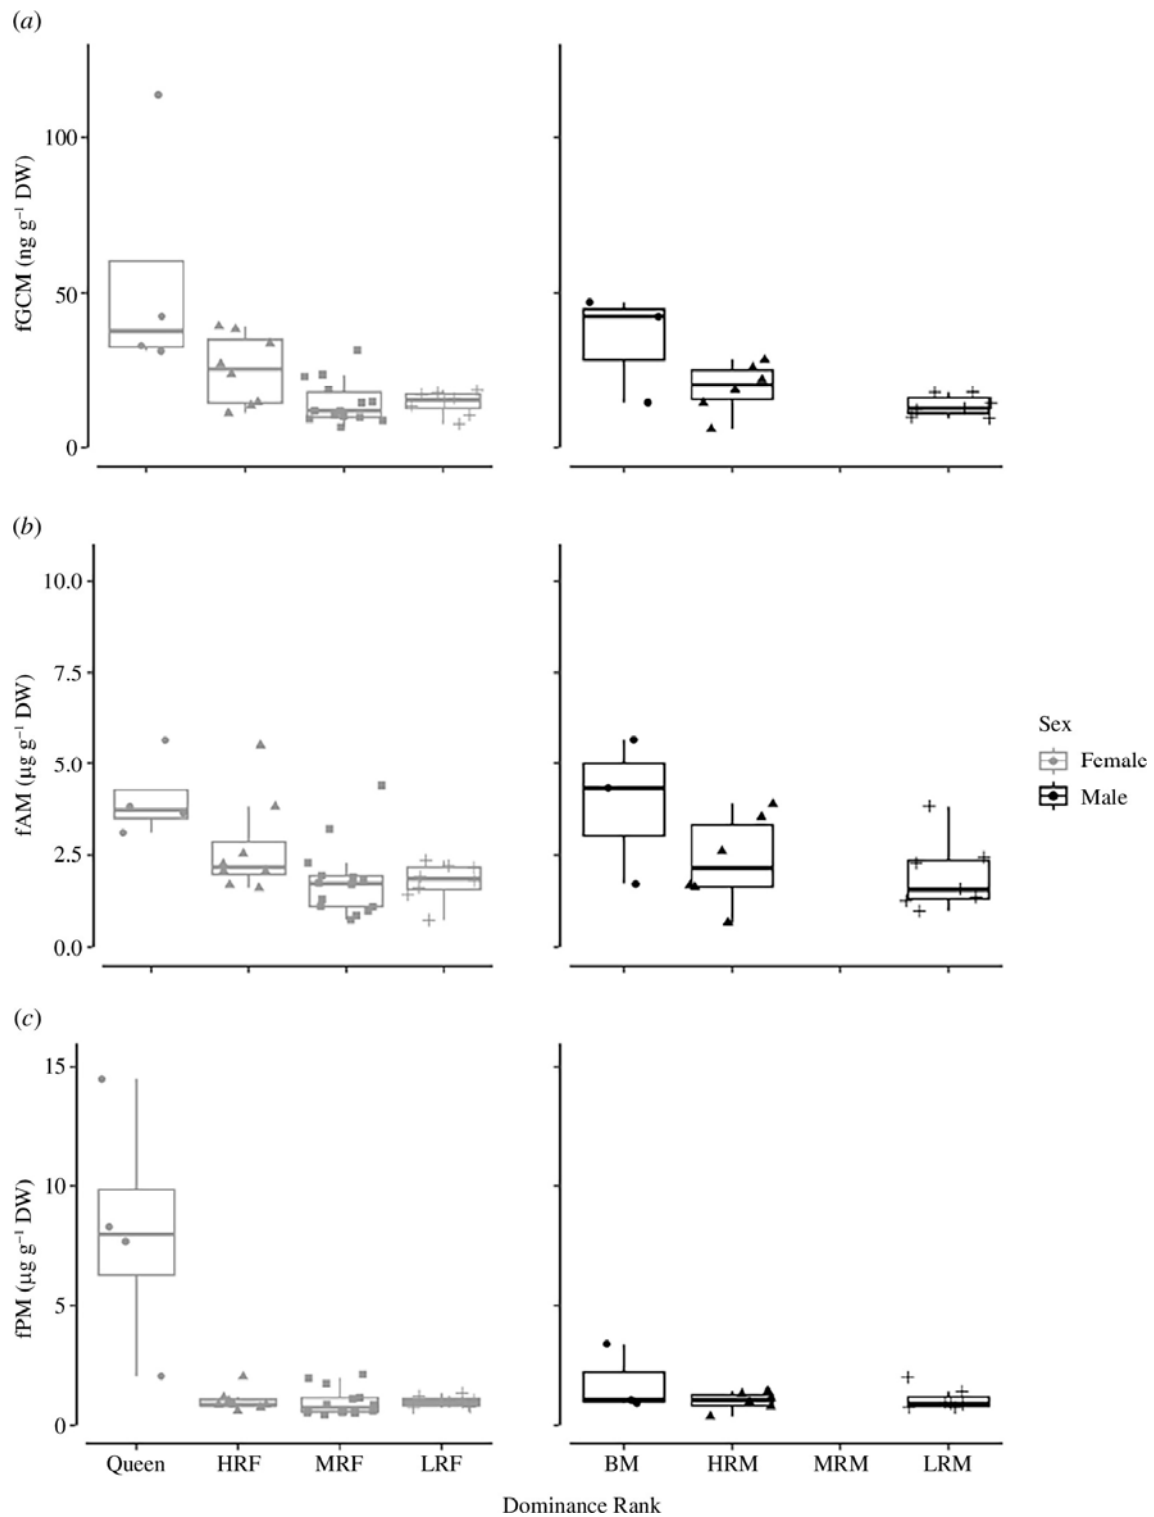 (a)
100
50
0
fGCM (ng g⁻¹ DW)
(b)
10.0
7.5
5.0
2.5
0.0
fAM (µg g⁻¹ DW)
Sex
Female
Male
(c)
15
10
5
0
fPM (µg g⁻¹ DW)
Queen HRF MRF LRF BM HRM MRM LRM
Dominance Rank